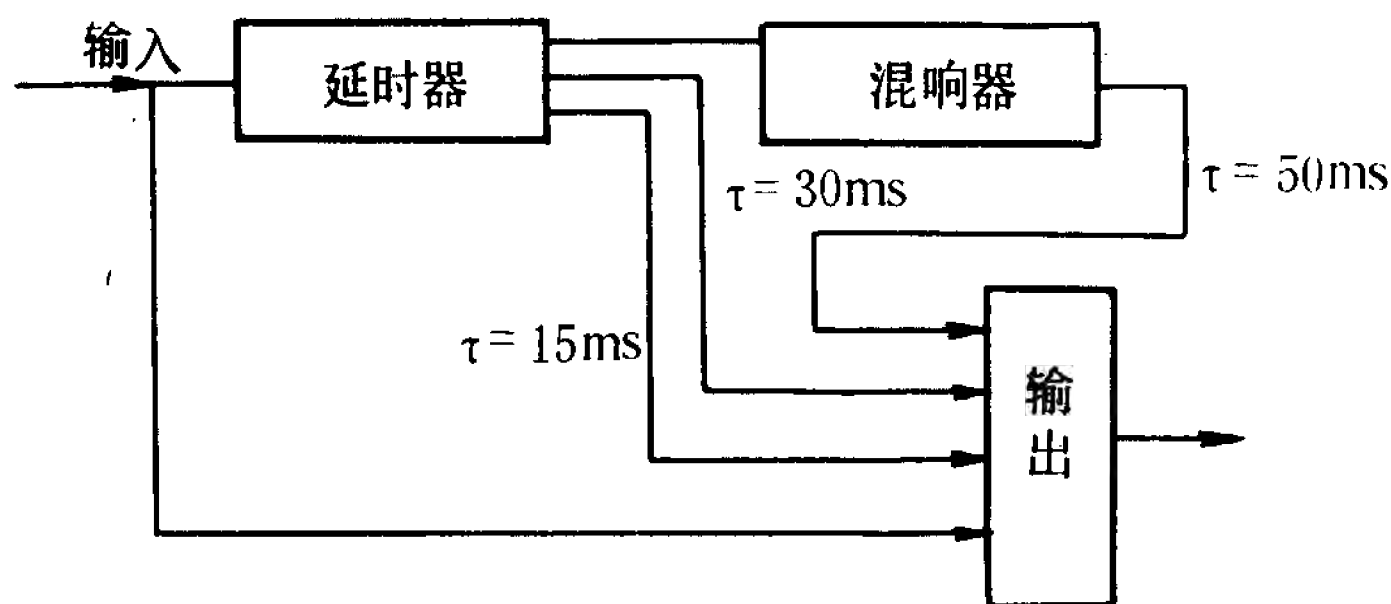 输入
延时器
混响器
τ = 30ms
τ = 50ms
τ = 15ms
输出